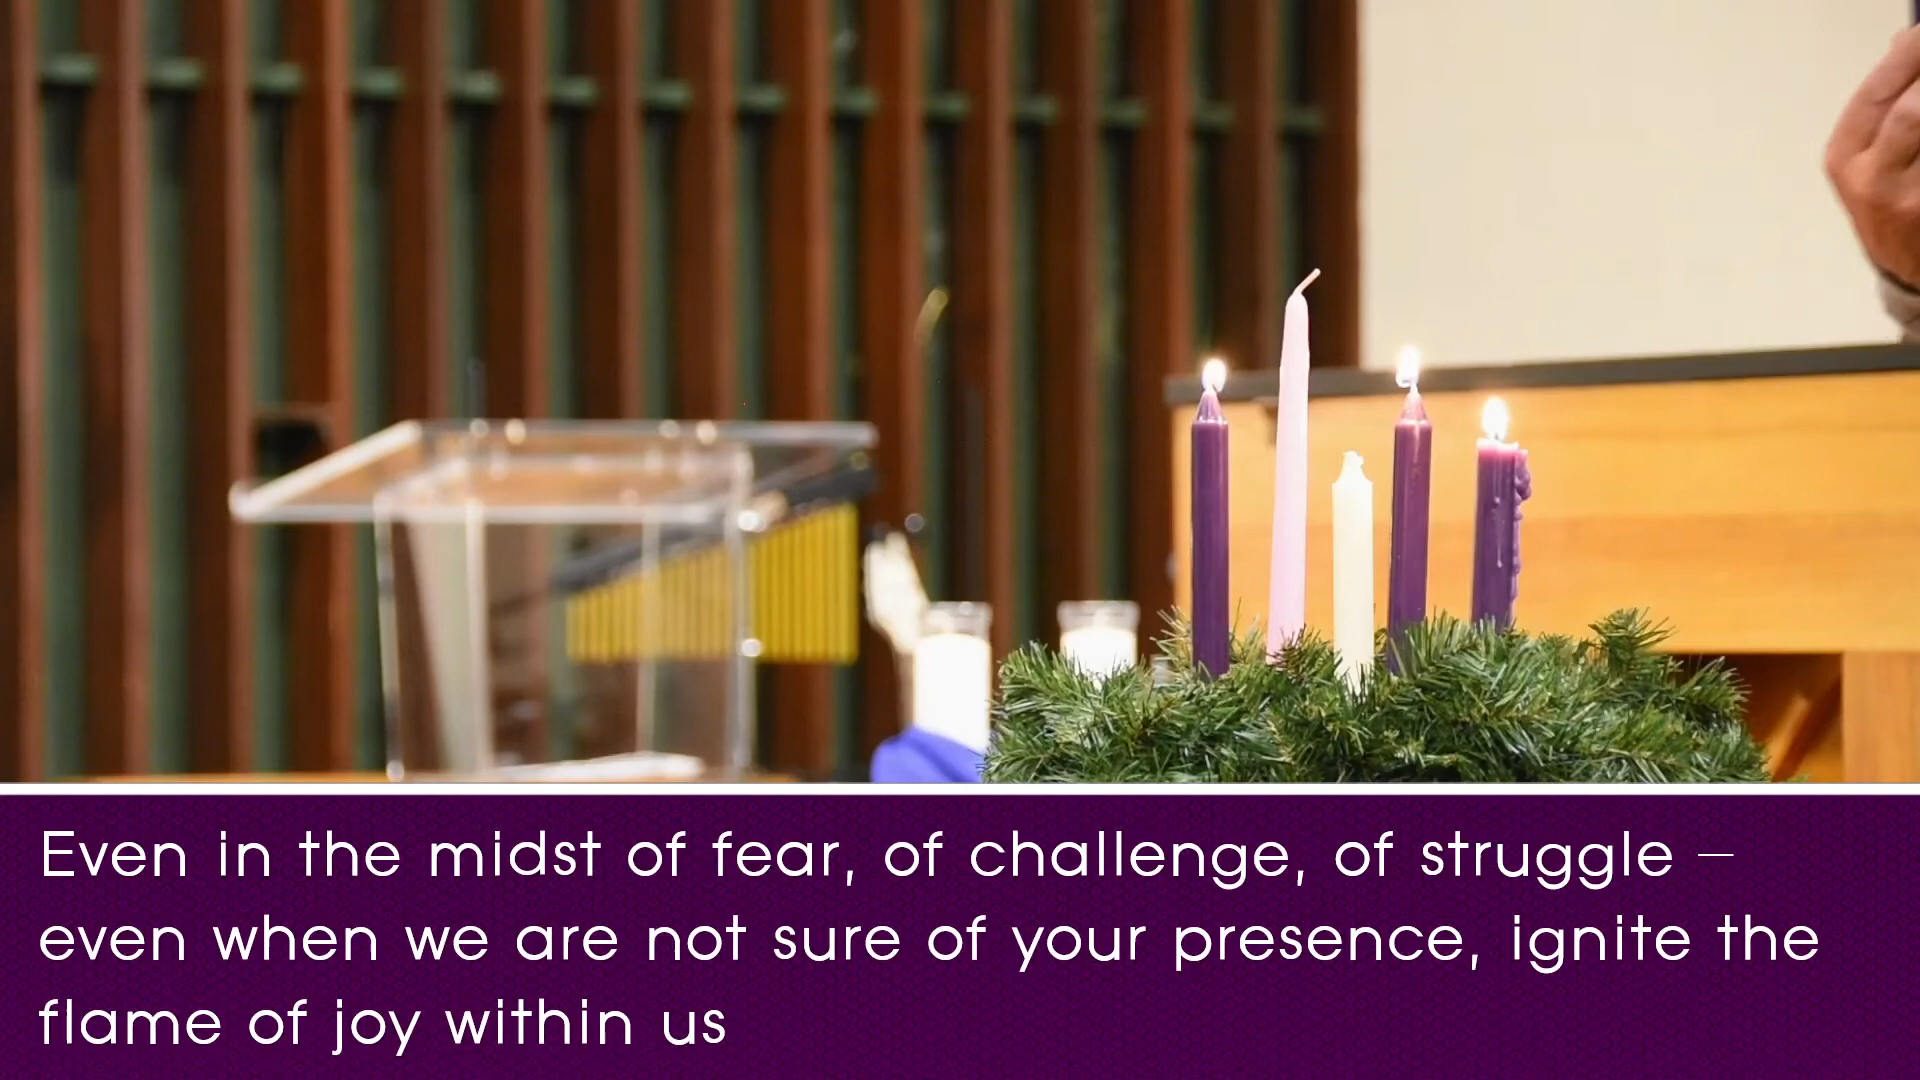 Even in the midst of fear, of challenge, of struggle –
even when we are not sure of your presence, ignite the
flame of joy within us